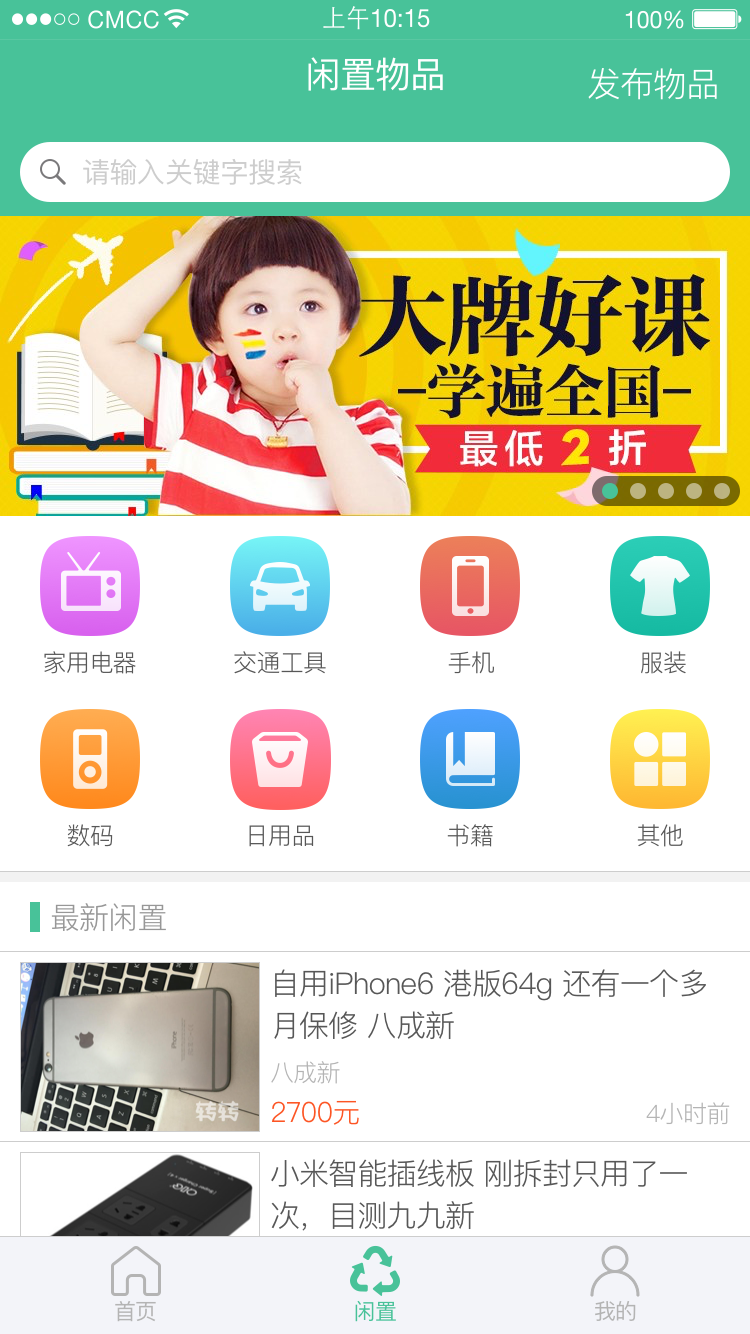 CMCC 上午10:15 100%
闲置物品
发布物品
请输入关键字搜索
大牌好课
学遍全国
最低2折
家用电器 交通工具 手机 服装
数码 日用品 书籍 其他
最新闲置
自用iPhone6 港版64g 还有一个多
月保修 八成新
八成新
2700元 4小时前
iPhone
转转
小米智能插线板 刚拆封只用了一
次，目测九九新
首页 闲置 我的